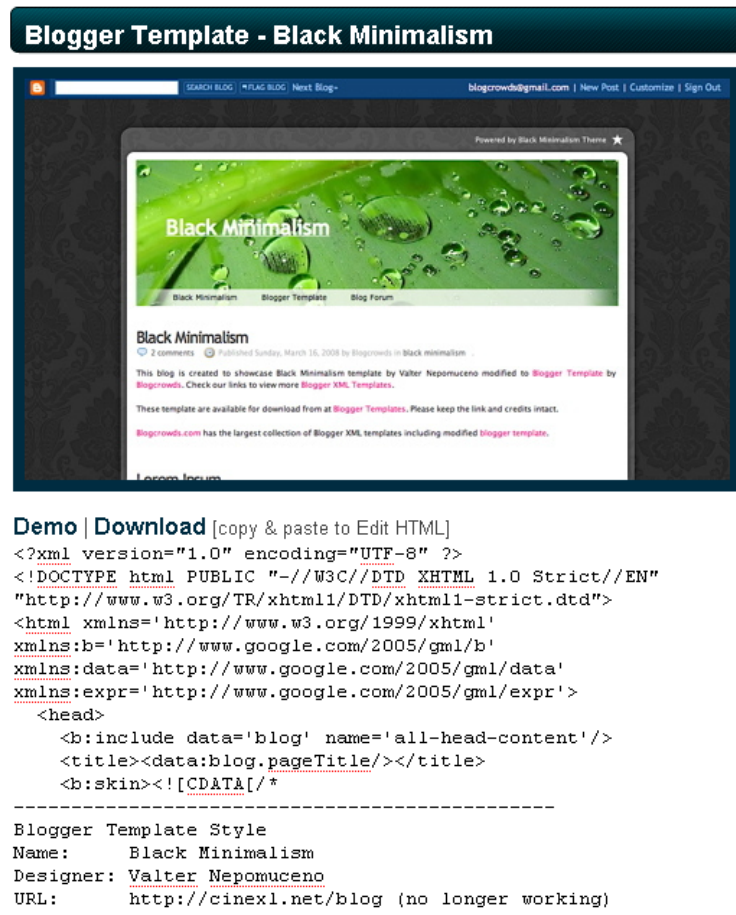 Blogger Template - Black Minimalism
SEARCH BLOG FLAG BLOG Next Blog»
blogcrowds@gmail.com | New Post | Customize | Sign Out
Powered by Black Minimalism Theme
Black Minimalism
Black Minimalism Blogger Template Blog Forum
Black Minimalism
2 comments Published Sunday, March 16, 2008 by Blogcrowds in black minimalism .
This blog is created to showcase Black Minimalism template by Valter Nepomuceno modified to Blogger Template by
Blogcrowds. Check our links to view more Blogger XML Templates.
These template are available for download from at Blogger Templates. Please keep the link and credits intact.
Blogcrowds.com has the largest collection of Blogger XML templates including modified blogger template.
Lorem Ipsum
Demo | Download [copy & paste to Edit HTML]
<?xml version="1.0" encoding="UTF-8" ?>
<!DOCTYPE html PUBLIC "-//W3C//DTD XHTML 1.0 Strict//EN"
"http://www.w3.org/TR/xhtml1/DTD/xhtml1-strict.dtd">
<html xmlns='http://www.w3.org/1999/xhtml'
xmlns:b='http://www.google.com/2005/gml/b'
xmlns:data='http://www.google.com/2005/gml/data'
xmlns:expr='http://www.google.com/2005/gml/expr'>
<head>
<b:include data='blog' name='all-head-content'/>
<title><data:blog.pageTitle/></title>
<b:skin><![CDATA[/*
-----------------------------------------------
Blogger Template Style
Name: Black Minimalism
Designer: Valter Nepomuceno
URL: http://cinexl.net/blog (no longer working)